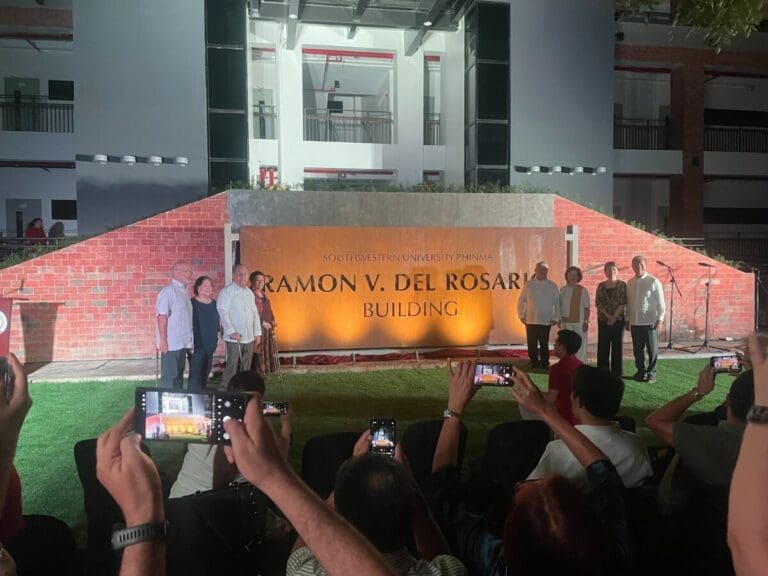 SOUTHWESTERN UNIVERSITY PHINMA
RAMON V. DEL ROSARI
BUILDING